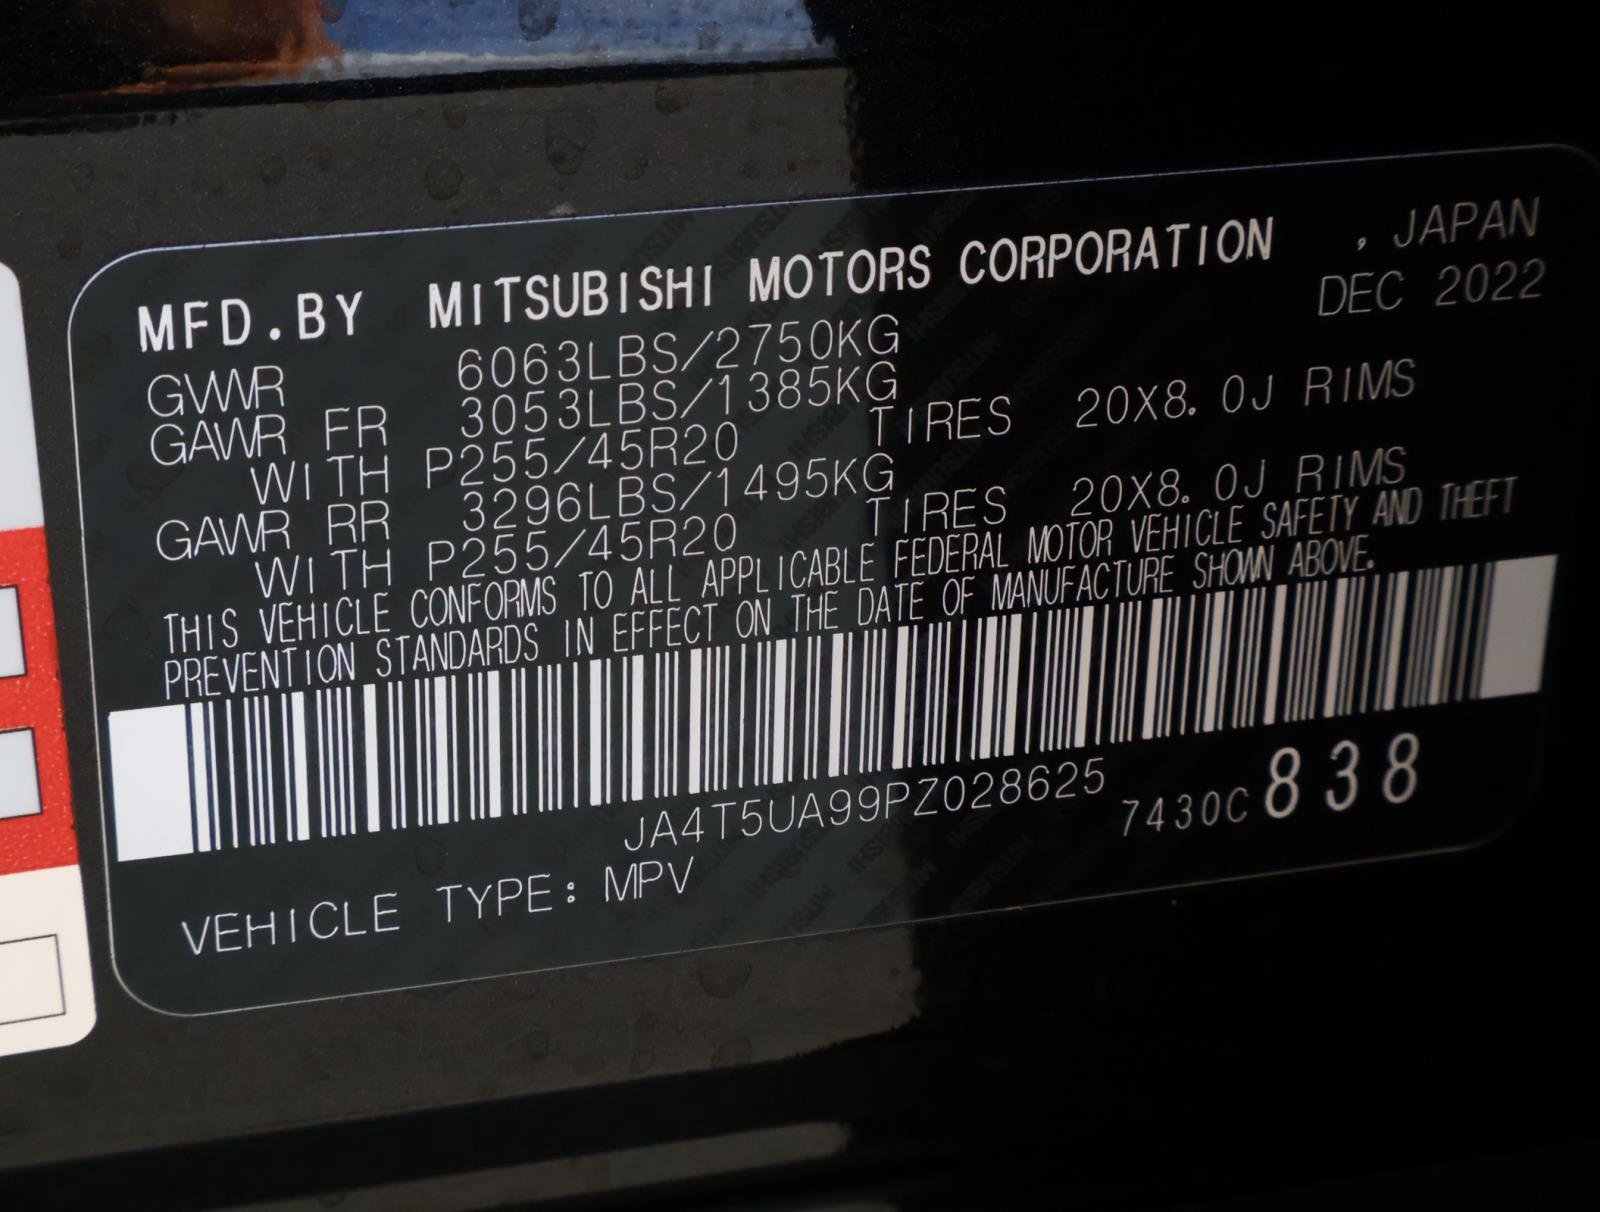 MFD.BY MITSUBISHI MOTORS CORPORATION , JAPAN
DEC 2022
GVWR 6063LBS/2750KG
GAWR FR 3053LBS/1385KG
WITH P255/45R20 TIRES 20X8.0J RIMS
GAWR RR 3296LBS/1495KG
WITH P255/45R20 TIRES 20X8.0J RIMS
THIS VEHICLE CONFORMS TO ALL APPLICABLE FEDERAL MOTOR VEHICLE SAFETY AND THEFT
PREVENTION STANDARDS IN EFFECT ON THE DATE OF MANUFACTURE SHOWN ABOVE.
JA4T5UA99PZ028625 7430C 838
VEHICLE TYPE: MPV